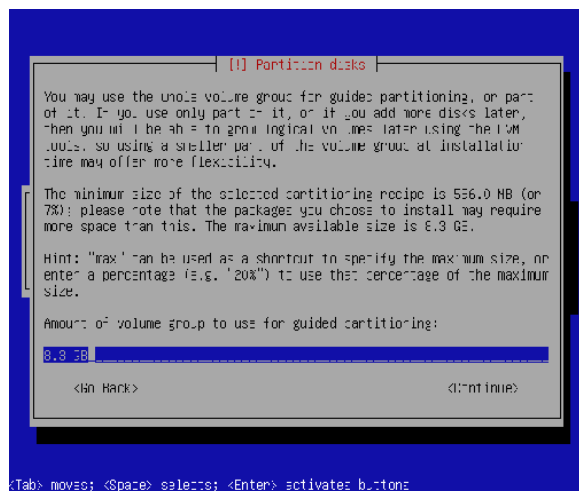 [!] Partition disks
You may use the whole volume group for guided partitioning, or part
of it. If you use only part of it, or if you add more disks later,
then you will be able to grow logical volumes later using the LVM
tools, so using a smaller part of the volume group at installation
time may offer more flexibility.
The minimum size of the selected partitioning recipe is 556.0 MB (or
7%); please note that the packages you choose to install may require
more space than this. The maximum available size is 8.3 GB.
Hint: "max" can be used as a shortcut to specify the maximum size, or
enter a percentage (e.g. "20%") to use that percentage of the maximum
size.
Amount of volume group to use for guided partitioning:
8.3 GB
<Go Back> <Continue>
<Tab> moves; <Space> selects; <Enter> activates buttons